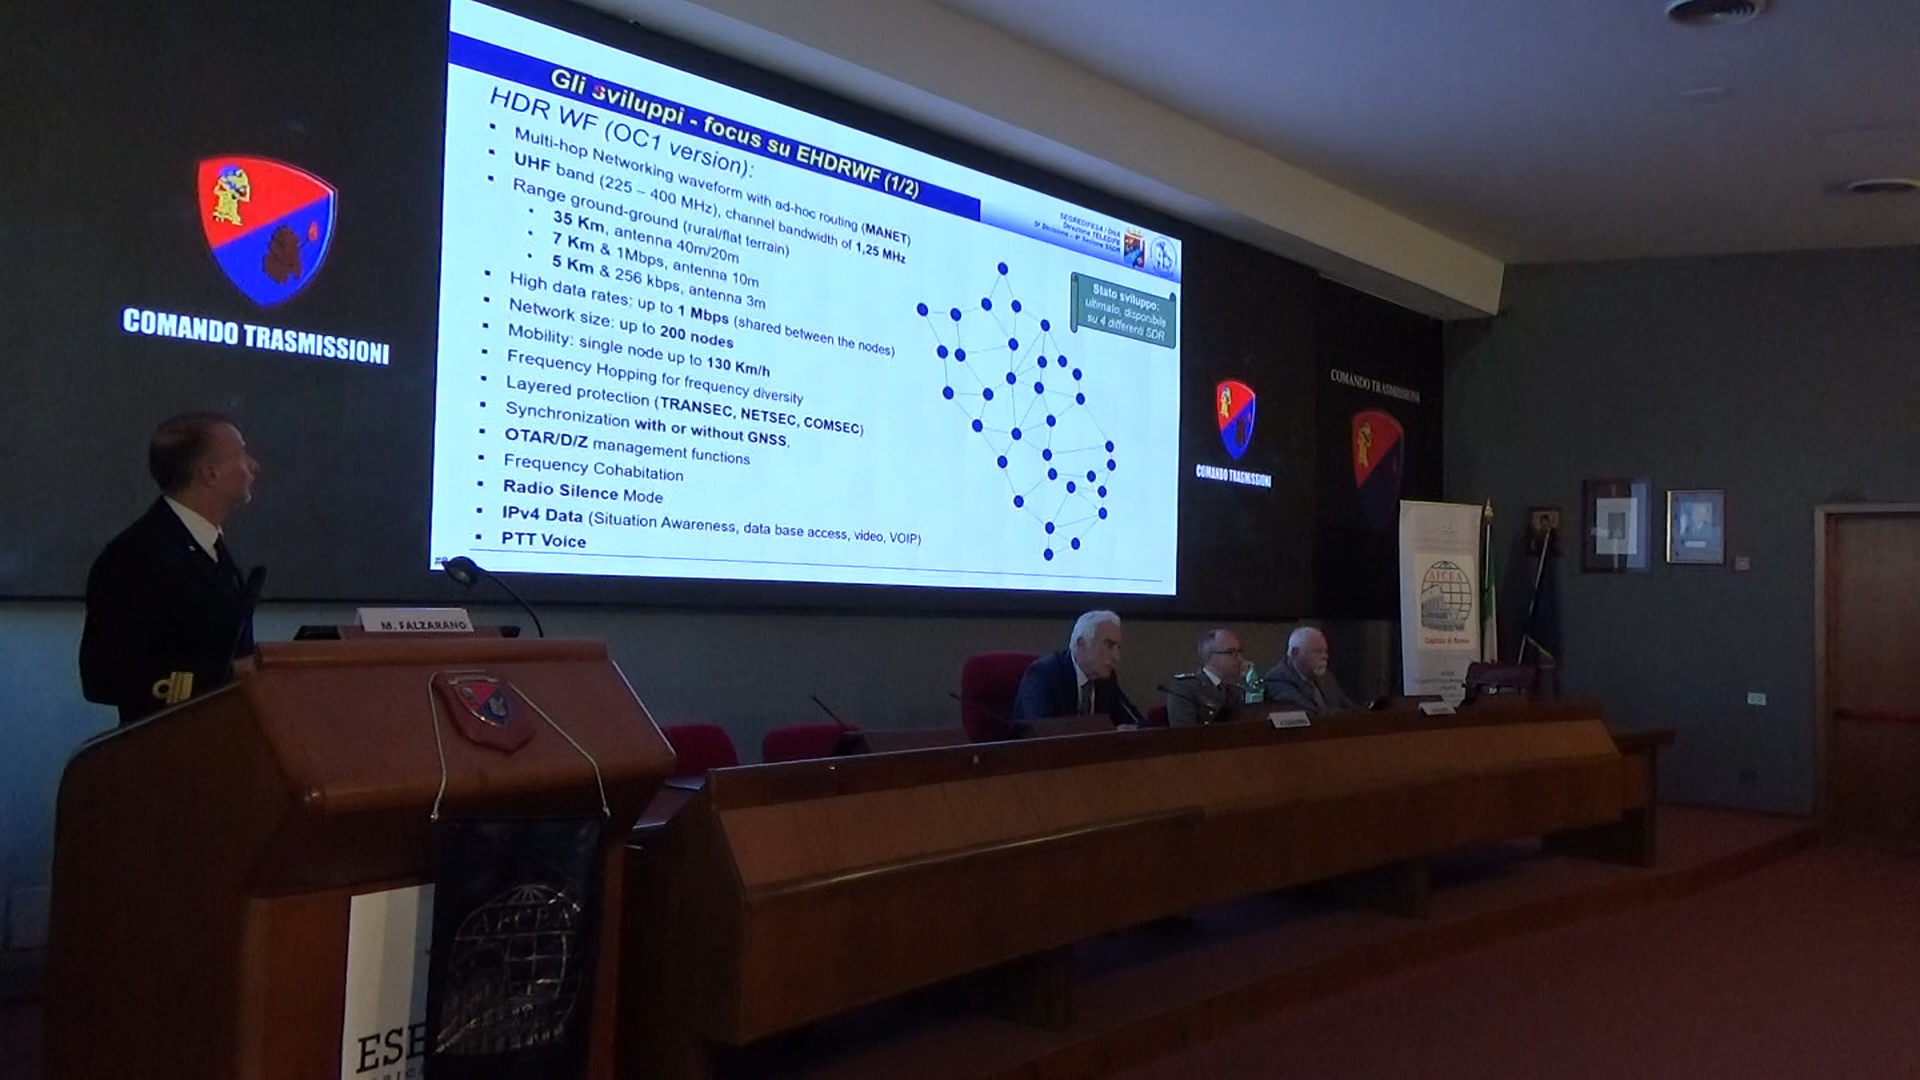 Gli sviluppi - focus su EHDRWF (1/2)
HDR WF (OC1 version):
Multi-hop Networking waveform with ad-hoc routing (MANET)
UHF band (225 – 400 MHz), channel bandwidth of 1,25 MHz
Range ground-ground (rural/flat terrain)
35 Km, antenna 40m/20m
7 Km & 1Mbps, antenna 10m
5 Km & 256 kbps, antenna 3m
High data rates: up to 1 Mbps (shared between the nodes)
Network size: up to 200 nodes
Mobility: single node up to 130 Km/h
Frequency Hopping for frequency diversity
Layered protection (TRANSEC, NETSEC, COMSEC)
Synchronization with or without GNSS,
OTAR/D/Z management functions
Frequency Cohabitation
Radio Silence Mode
IPv4 Data (Situation Awareness, data base access, video, VOIP)
PTT Voice
SEGREDIFESA / DNA
Direzione TELEDIFE
Stato sviluppo:
ultimato, disponibile
su 4 differenti SDR
COMANDO TRASMISSIONI
COMANDO TRASMISSIONI
COMANDO TRASMISSIONI
M. FALZARANO
AFCEA
Capitolo di Roma
AFCEA
ESE